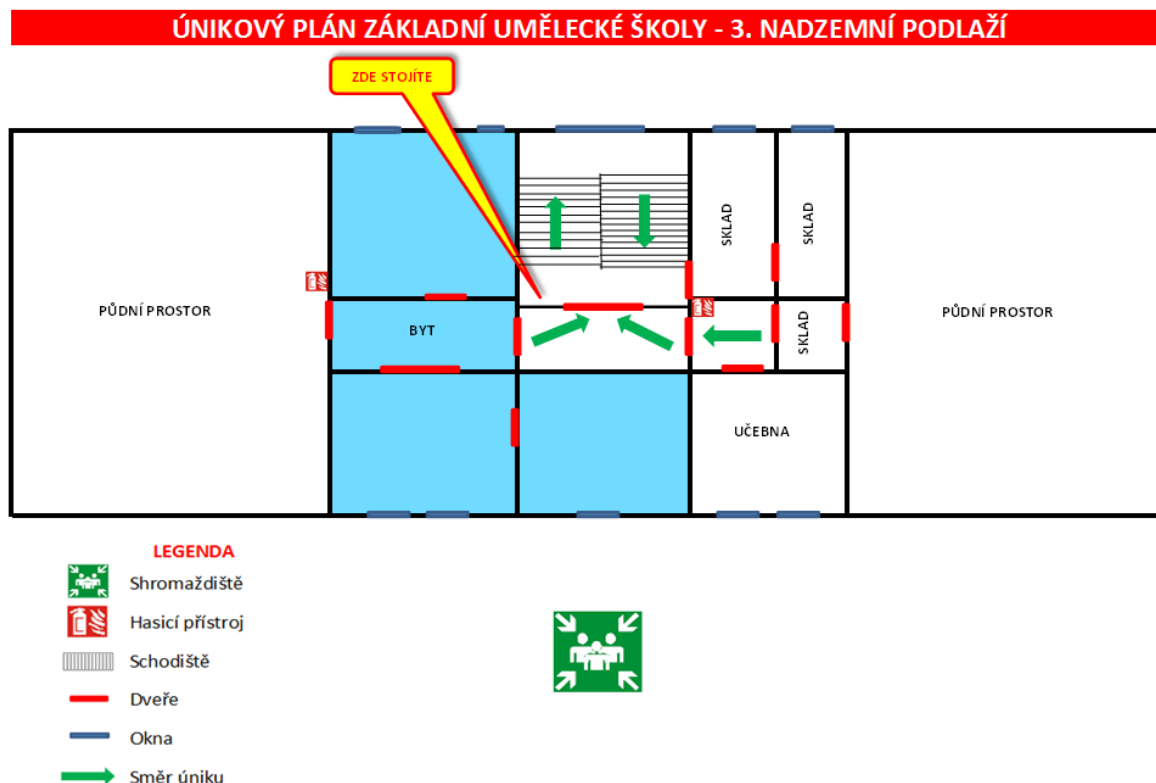 ÚNIKOVÝ PLÁN ZÁKLADNÍ UMĚLECKÉ ŠKOLY - 3. NADZEMNÍ PODLAŽÍ
ZDE STOJÍTE
SKLAD
SKLAD
PŮDNÍ PROSTOR
BYT
SKLAD
PŮDNÍ PROSTOR
UČEBNA
LEGENDA
Shromaždiště
Hasicí přístroj
Schodiště
Dveře
Okna
Směr úniku